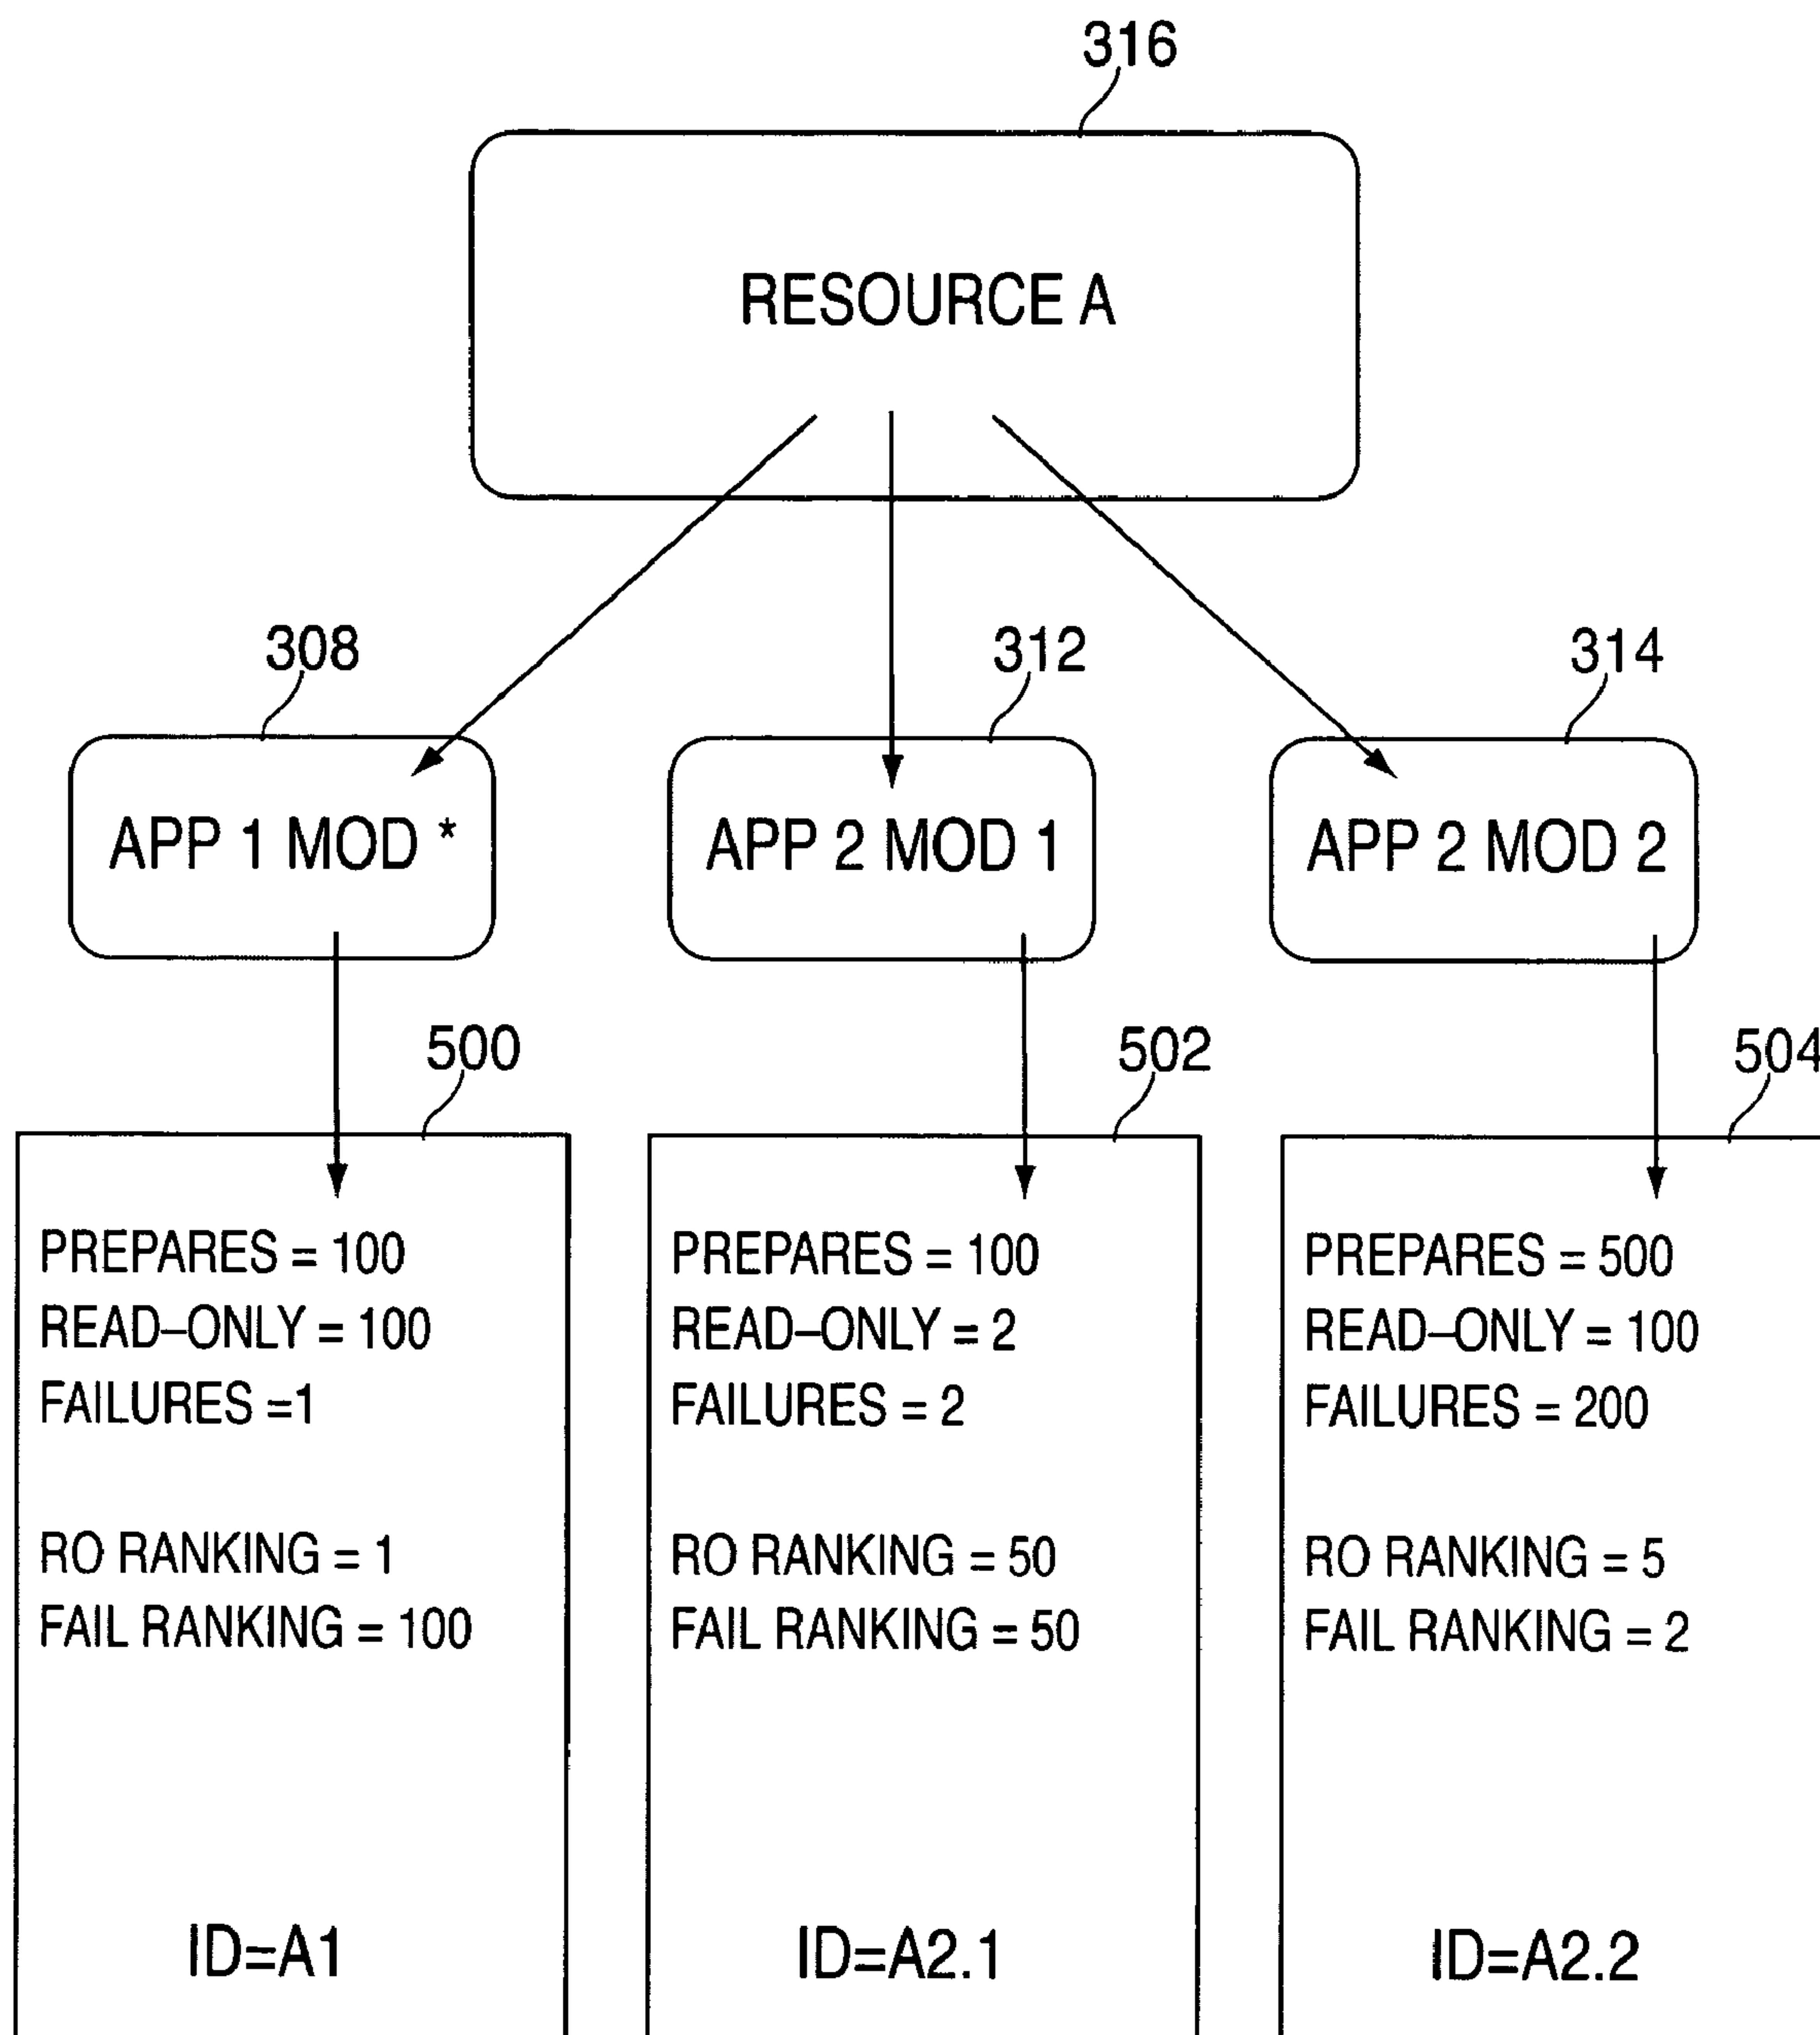 316
RESOURCE A
308
312
314
APP 1 MOD *
APP 2 MOD 1
APP 2 MOD 2
500
502
504
PREPARES = 100
READ–ONLY = 100
FAILURES =1
RO RANKING = 1
FAIL RANKING = 100
ID=A1
PREPARES = 100
READ–ONLY = 2
FAILURES = 2
RO RANKING = 50
FAIL RANKING = 50
ID=A2.1
PREPARES = 500
READ–ONLY = 100
FAILURES = 200
RO RANKING = 5
FAIL RANKING = 2
ID=A2.2